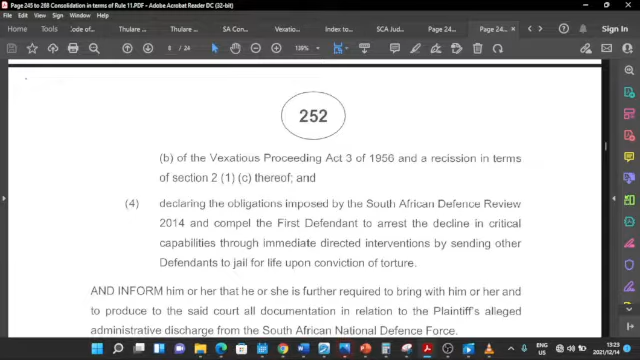 Page 245 to 268 Consolidation in terms of Rule 11.PDF - Adobe Acrobat Reader DC (32-bit)
File Edit View Sign Window Help
Home Tools Code of... Thulare ... SA Con... Vexatio... Index to... Thulare ... SCA Jud... Page 24... Page 24... × Sign In
8 / 24 126%
252
(b) of the Vexatious Proceeding Act 3 of 1956 and a recission in terms
of section 2 (1) (c) thereof; and
(4) declaring the obligations imposed by the South African Defence Review
2014 and compel the First Defendant to arrest the decline in critical
capabilities through immediate directed interventions by sending other
Defendants to jail for life upon conviction of torture.
AND INFORM him or her that he or she is further required to bring with him or her and
to produce to the said court all documentation in relation to the Plaintiff's alleged
administrative discharge from the South African National Defence Force.
ENG 13:23
US 2021/12/14